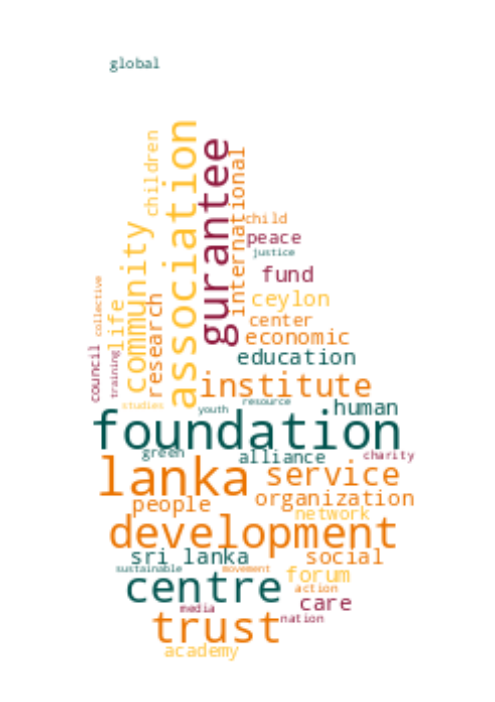 global
children
association
gurantee
international
child
peace
justice
community
fund
collective
life
research
ceylon
center
economic
council
training
education
institute
studies
youth
resource
human
foundation
green
alliance
charity
lanka
service
people
organization
network
development
sri lanka
social
sustainable
movement
forum
centre
action
media
care
trust
nation
academy